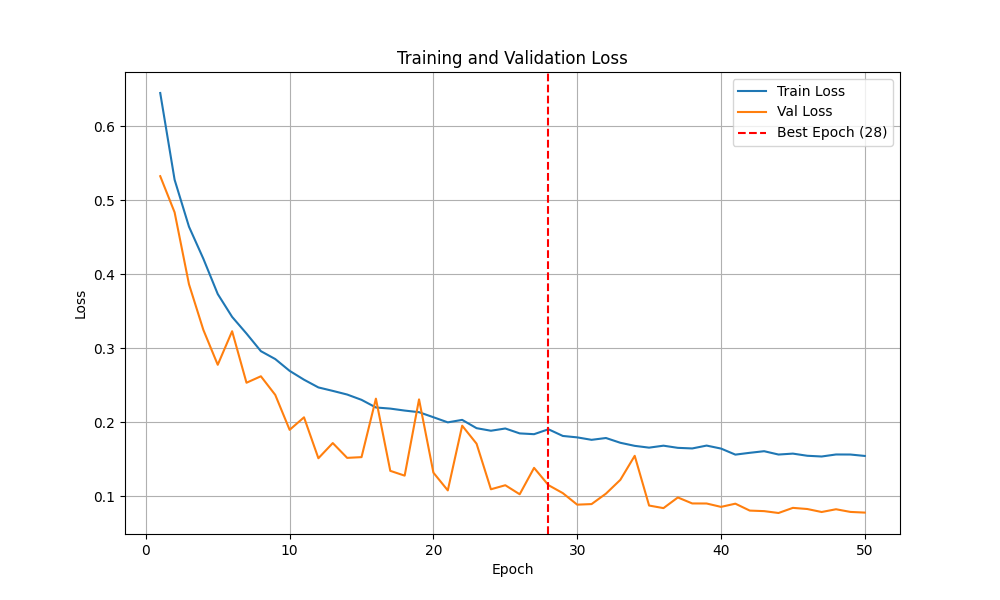 Training and Validation Loss
Train Loss
Val Loss
Best Epoch (28)
0.6
0.5
0.4
0.3
0.2
0.1
Loss
0 10 20 30 40 50
Epoch